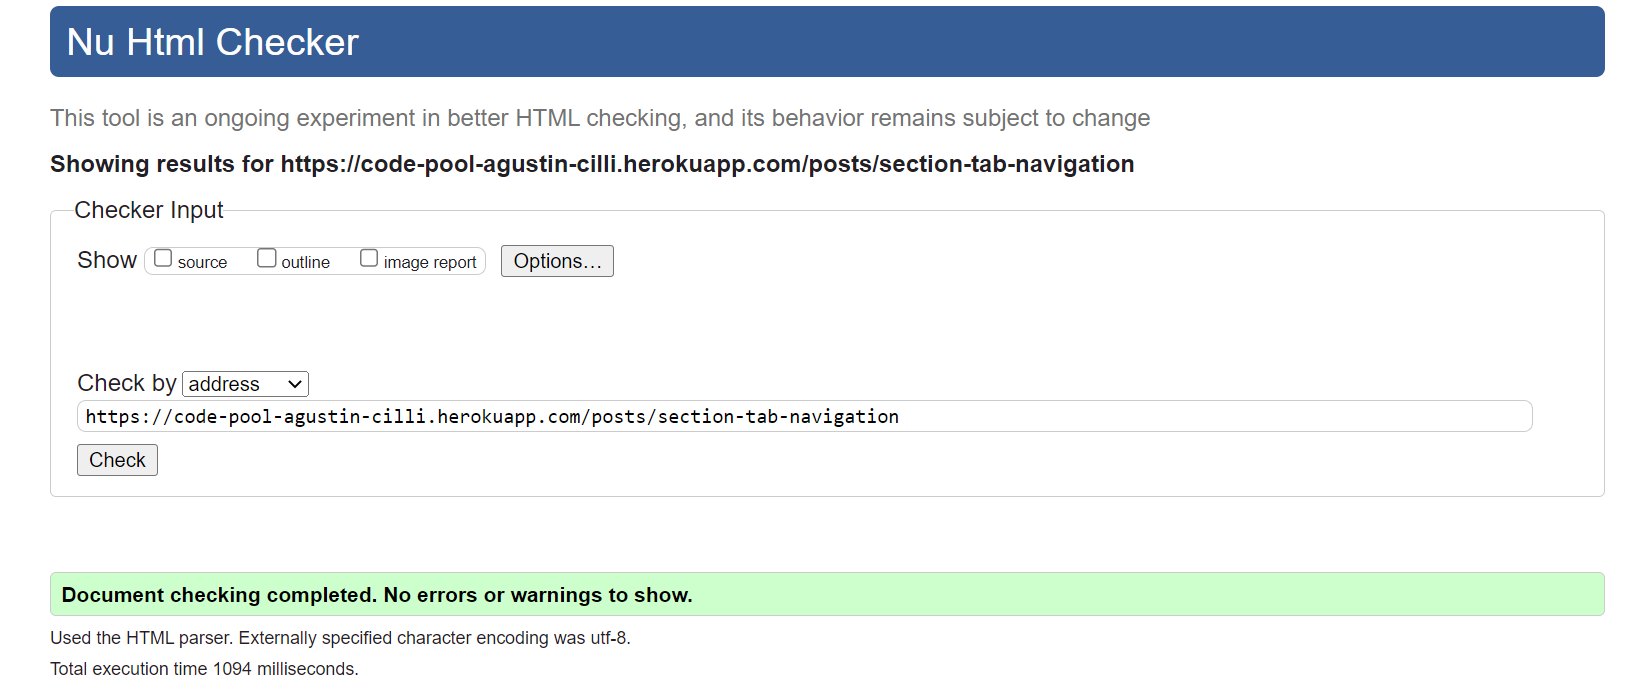 Nu Html Checker
This tool is an ongoing experiment in better HTML checking, and its behavior remains subject to change
Showing results for https://code-pool-agustin-cilli.herokuapp.com/posts/section-tab-navigation
Checker Input
Show source outline image report Options...
Check by address
https://code-pool-agustin-cilli.herokuapp.com/posts/section-tab-navigation
Check
Document checking completed. No errors or warnings to show.
Used the HTML parser. Externally specified character encoding was utf-8.
Total execution time 1094 milliseconds.